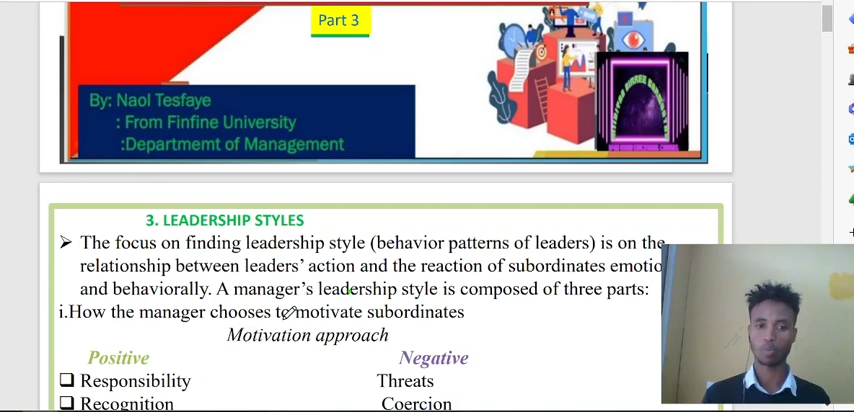 Part 3
By: Naol Tesfaye
: From Finfine University
:Departmemt of Management
3. LEADERSHIP STYLES
➢ The focus on finding leadership style (behavior patterns of leaders) is on the
relationship between leaders' action and the reaction of subordinates emotio
and behaviorally. A manager's leadership style is composed of three parts:
i.How the manager chooses to motivate subordinates
Motivation approach
Positive Negative
❑ Responsibility Threats
❑ Recognition Coercion